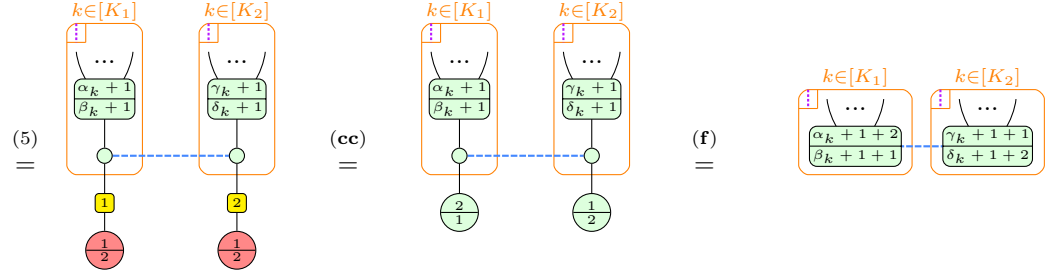 k∈[K₁] k∈[K₂] k∈[K₁] k∈[K₂]
... ... ... ...
k∈[K₁] k∈[K₂]
αₖ + 1 γₖ + 1 αₖ + 1 γₖ + 1
βₖ + 1 δₖ + 1 βₖ + 1 δₖ + 1
... ...
(5) (cc) (f) αₖ + 1 + 2 γₖ + 1 + 1
= = = βₖ + 1 + 1 δₖ + 1 + 2
1 2 2 1
1 2
1 1
2 2